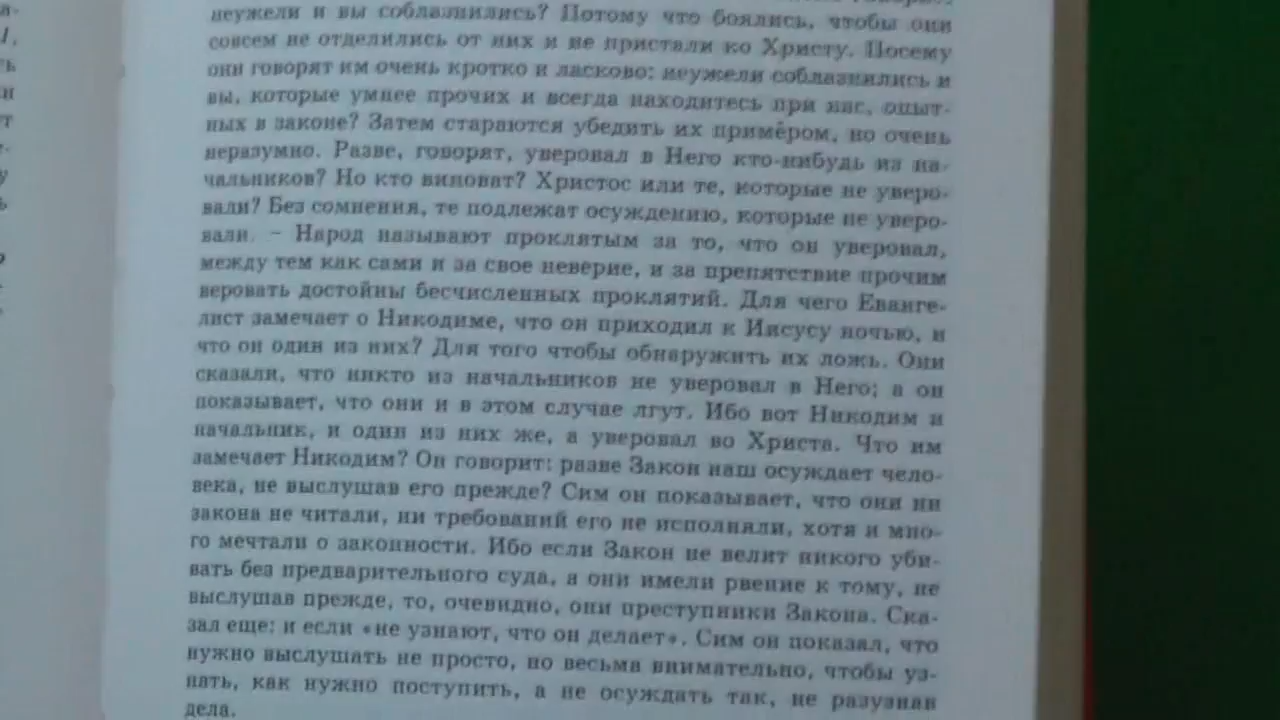 неужели и вы соблазнились? Потому что боялись, чтобы они
совсем не отделились от них и не пристали ко Христу. Посему
они говорят им очень кротко и ласково: неужели соблазнились и
вы, которые умнее прочих и всегда находитесь при нас, опыт-
ных в законе? Затем стараются убедить их примёром, но очень
неразумно. Разве, говорят, уверовал в Него кто-нибудь из на-
чальников? Но кто виноват? Христос или те, которые не уверо-
вали? Без сомнения, те подлежат осуждению, которые не уверо-
вали. – Народ называют проклятым за то, что он уверовал,
между тем как сами и за свое неверие, и за препятствие прочим
веровать достойны бесчисленных проклятий. Для чего Еванге-
лист замечает о Никодиме, что он приходил к Иисусу ночью, и
что он один из них? Для того чтобы обнаружить их ложь. Они
сказали, что никто из начальников не уверовал в Него; а он
показывает, что они и в этом случае лгут. Ибо вот Никодим и
начальник, и один из них же, а уверовал во Христа. Что им
замечает Никодим? Он говорит: разве Закон наш осуждает чело-
века, не выслушав его прежде? Сим он показывает, что они ни
закона не читали, ни требований его не исполняли, хотя и мно-
го мечтали о законности. Ибо если Закон не велит никого уби-
вать без предварительного суда, а они имели рвение к тому, не
выслушав прежде, то, очевидно, они преступники Закона. Ска-
зал еще: и если «не узнают, что он делает». Сим он показал, что
нужно выслушать не просто, но весьма внимательно, чтобы уз-
нать, как нужно поступить, а не осуждать так, не разузнав
дела.